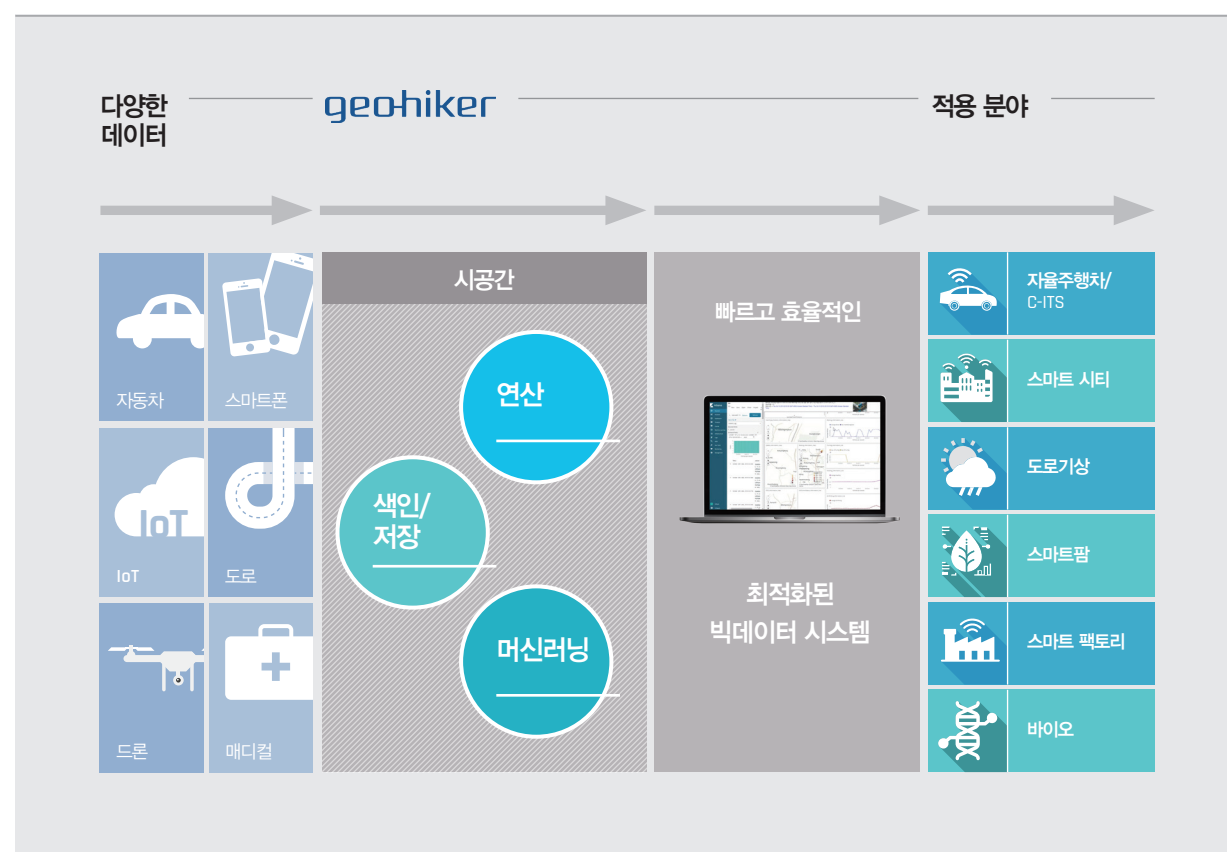 다양한
데이터
geohiker
적용 분야
자동차
스마트폰
IoT
IoT
도로
드론
매디컬
시공간
연산
색인/
저장
머신러닝
빠르고 효율적인
최적화된
빅데이터 시스템
자율주행차/
C-ITS
스마트 시티
도로기상
스마트팜
스마트 팩토리
바이오